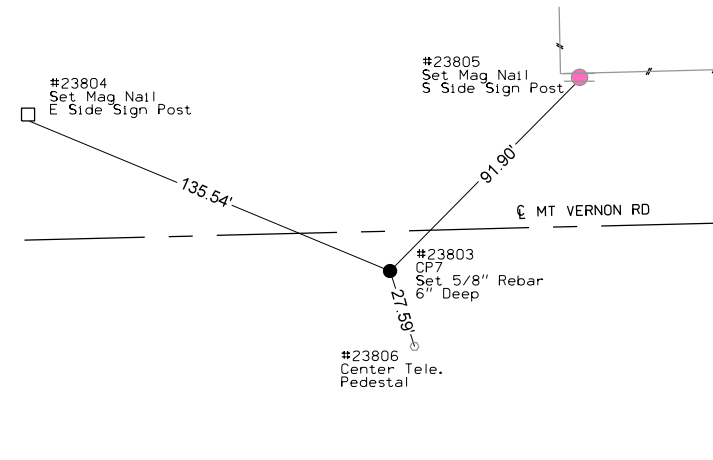 #23805
Set Mag Nail
S Side Sign Post
#23804
Set Mag Nail
E Side Sign Post
135.54'
91.90'
℄ MT VERNON RD
#23803
CP7
Set 5/8" Rebar
6" Deep
27.59'
#23806
Center Tele.
Pedestal